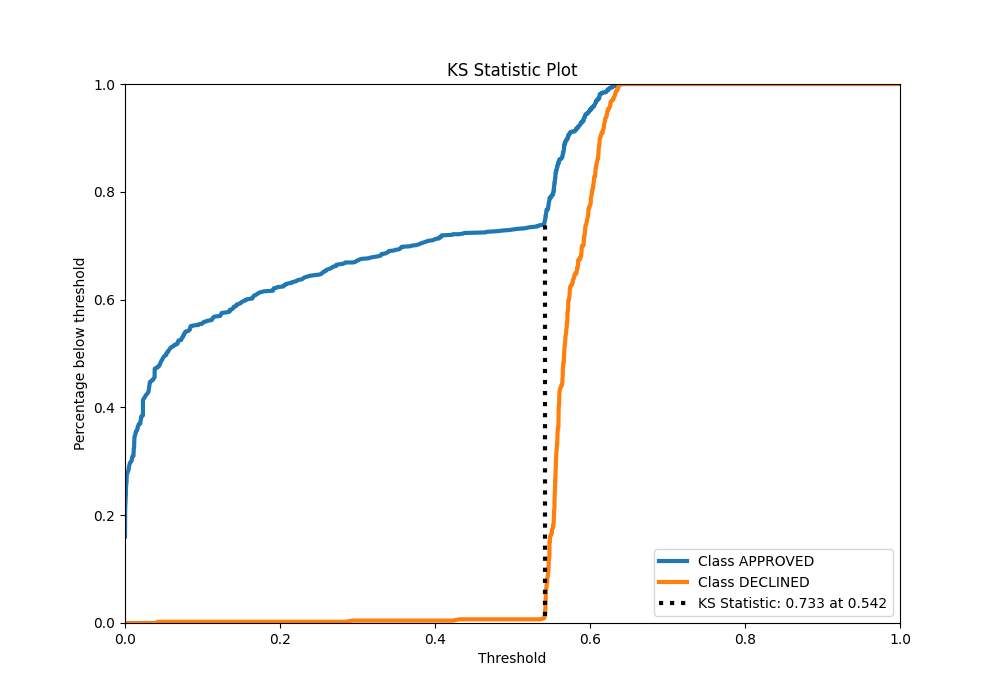 KS Statistic Plot
1.0
0.8
0.6
0.4
0.2
0.0
Percentage below threshold
0.0 0.2 0.4 0.6 0.8 1.0
Threshold
Class APPROVED
Class DECLINED
KS Statistic: 0.733 at 0.542